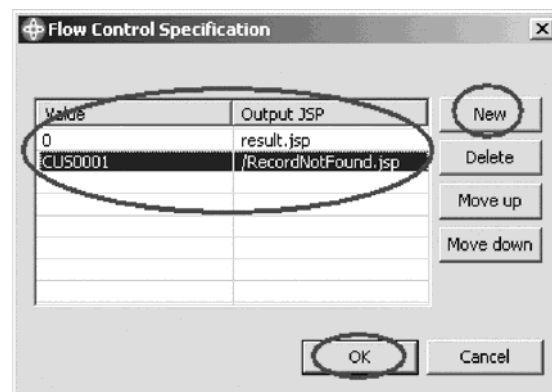 Flow Control Specification
Value Output JSP
0 result.jsp
CUS0001 /RecordNotFound.jsp
New
Delete
Move up
Move down
OK Cancel